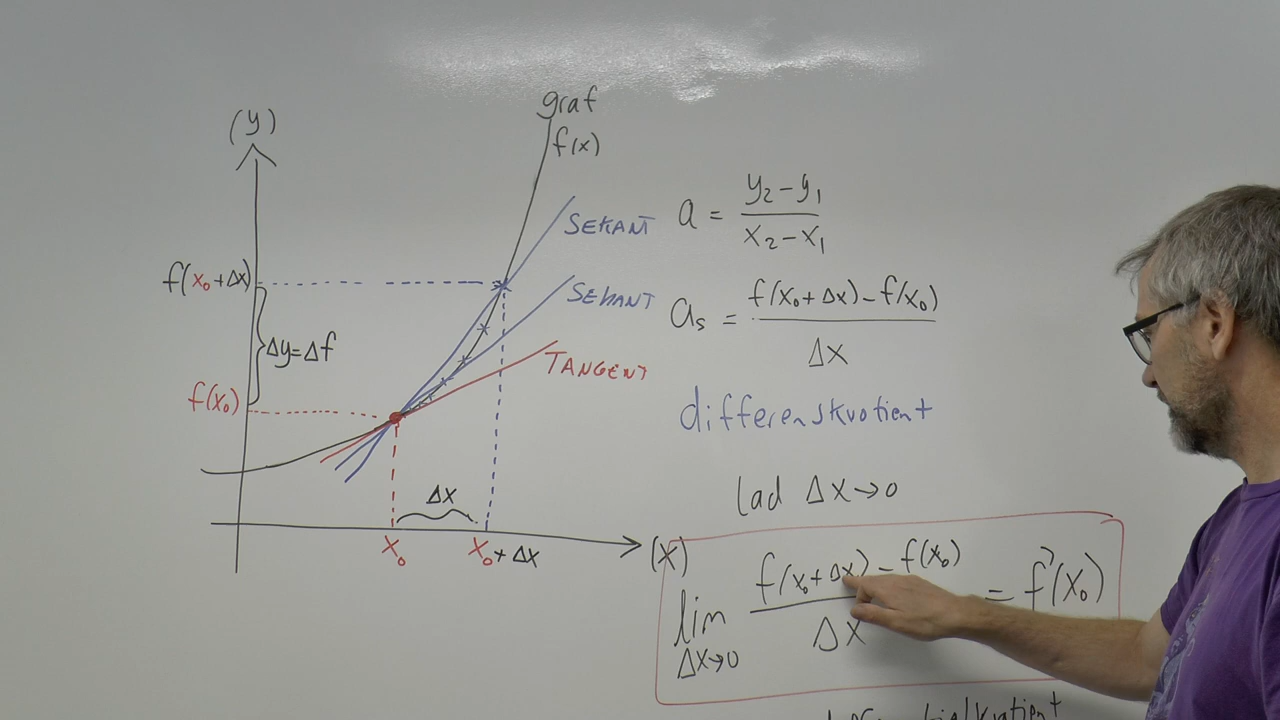 (y)
graf
f(x)
SEKANT
SEKANT
TANGENT
f(x₀+Δx)
Δy=Δf
f(x₀)
Δx
x₀
x₀+Δx
(x)
a = y₂-y₁ / x₂-x₁
aₛ = f(x₀+Δx)-f(x₀) / Δx
differenskvotient
lad Δx→0
lim Δx→0 f(x₀+Δx)-f(x₀) / Δx = f'(x₀)